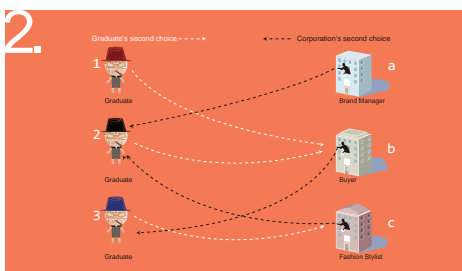 2.
Graduate's second choice
Corporation's second choice
1
a
Graduate
Brand Manager
2
b
Graduate
Buyer
3
c
Graduate
Fashion Stylist